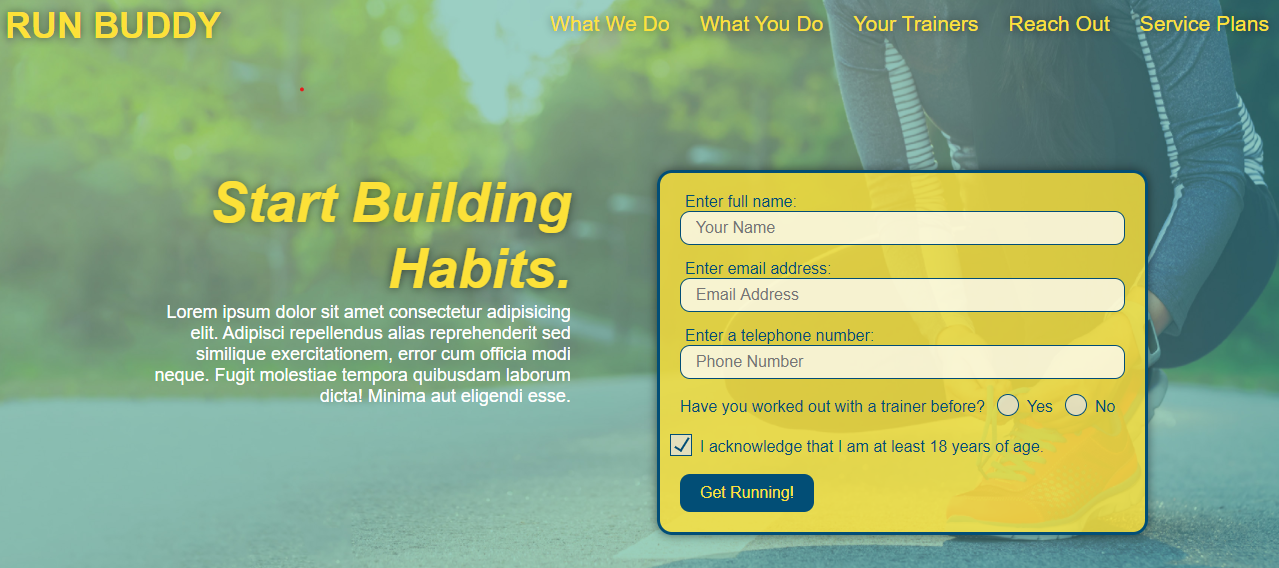 RUN BUDDY
What We Do What You Do Your Trainers Reach Out Service Plans
Start Building
Habits.
Lorem ipsum dolor sit amet consectetur adipisicing
elit. Adipisci repellendus alias reprehenderit sed
similique exercitationem, error cum officia modi
neque. Fugit molestiae tempora quibusdam laborum
dicta! Minima aut eligendi esse.
Enter full name:
Your Name
Enter email address:
Email Address
Enter a telephone number:
Phone Number
Have you worked out with a trainer before? Yes No
I acknowledge that I am at least 18 years of age.
Get Running!